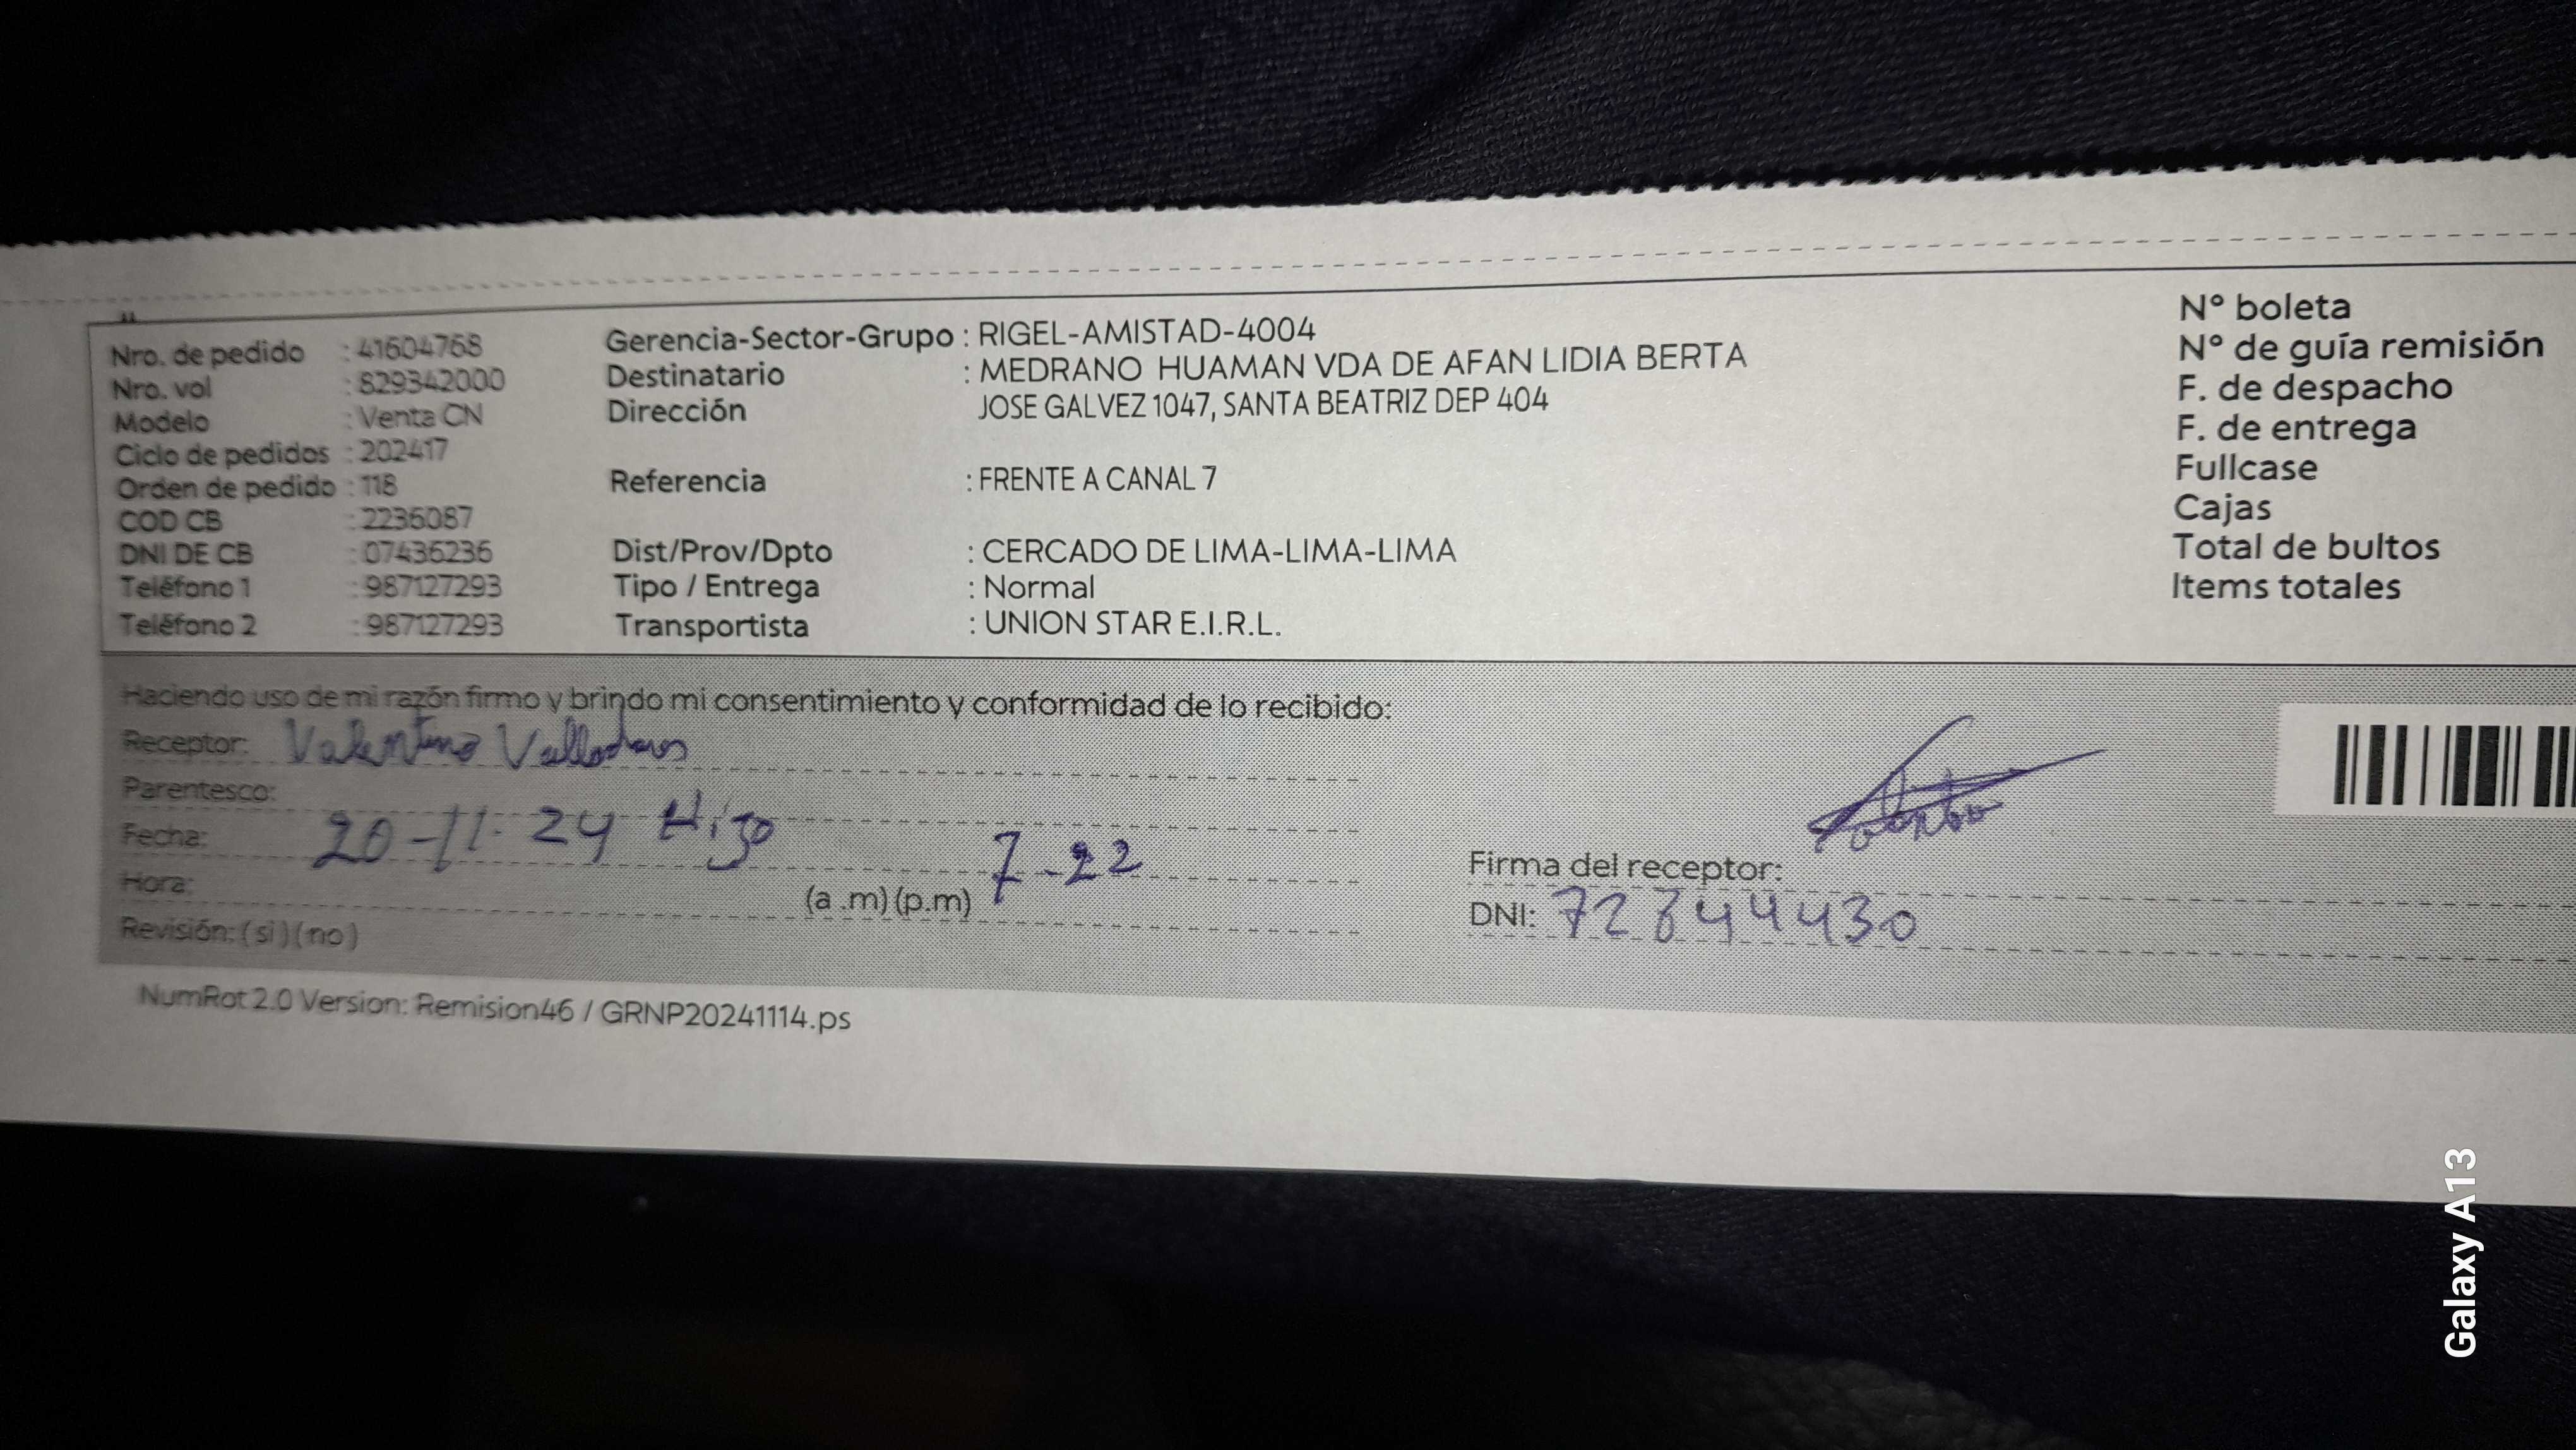 Nro. de pedido : 41604768
Nro. vol : 829342000
Modelo : Venta CN
Ciclo de pedidos : 202417
Orden de pedido : 118
COD CB : 2236087
DNI DE CB : 07436236
Teléfono 1 : 987127293
Teléfono 2 : 987127293
Gerencia-Sector-Grupo : RIGEL-AMISTAD-4004
Destinatario : MEDRANO HUAMAN VDA DE AFAN LIDIA BERTA
Dirección JOSE GALVEZ 1047, SANTA BEATRIZ DEP 404
Referencia : FRENTE A CANAL 7
Dist/Prov/Dpto : CERCADO DE LIMA-LIMA-LIMA
Tipo / Entrega : Normal
Transportista : UNION STAR E.I.R.L.
N° boleta
N° de guía remisión
F. de despacho
F. de entrega
Fullcase
Cajas
Total de bultos
Items totales
Haciendo uso de mi razón firmo y brindo mi consentimiento y conformidad de lo recibido:
Receptor: Valentino Valladares
Parentesco:
Fecha: 20-11-24
Hora: (a .m) (p.m) 7-22
Revisión: (si) (no)
Firma del receptor:
DNI:
NumRot 2.0 Version: Remision46 / GRNP20241114.ps
Galaxy A13